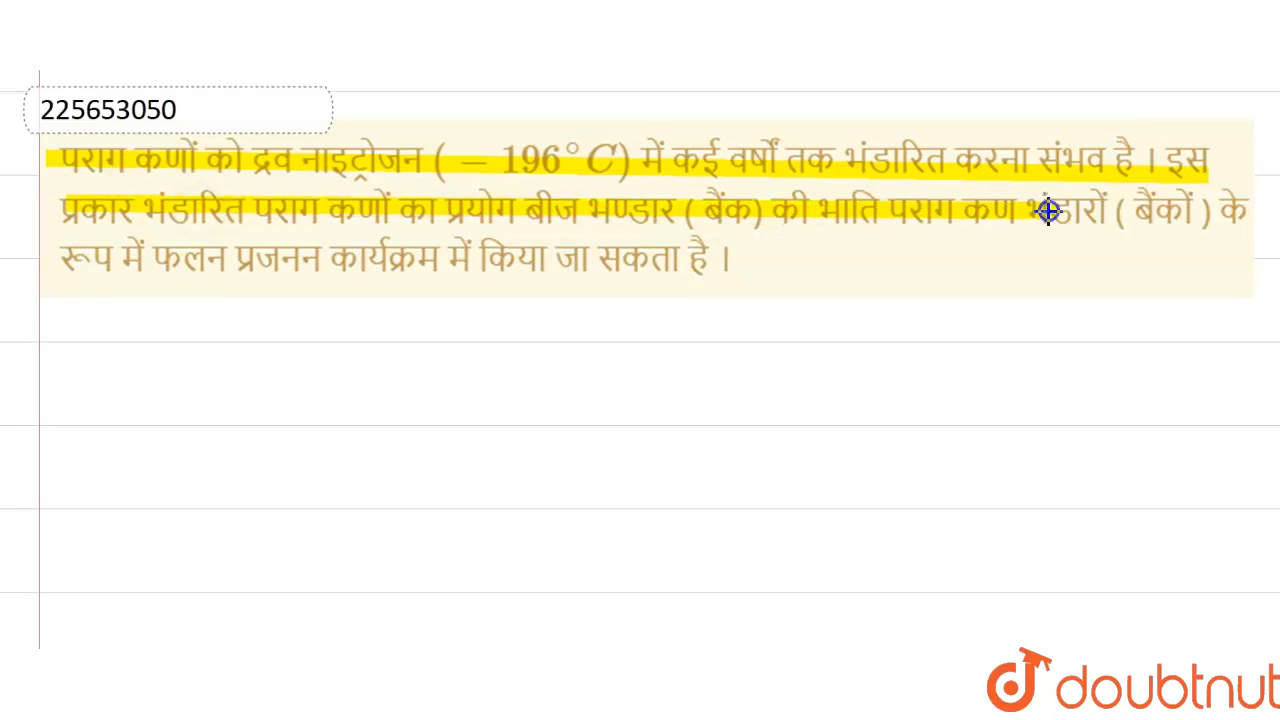 225653050
पराग कणों को द्रव नाइट्रोजन ( − 196°C) में कई वर्षों तक भंडारित करना संभव है । इस
प्रकार भंडारित पराग कणों का प्रयोग बीज भण्डार ( बैंक) की भाति पराग कण भंडारों ( बैंकों ) के
रूप में फलन प्रजनन कार्यक्रम में किया जा सकता है ।
doubtnut